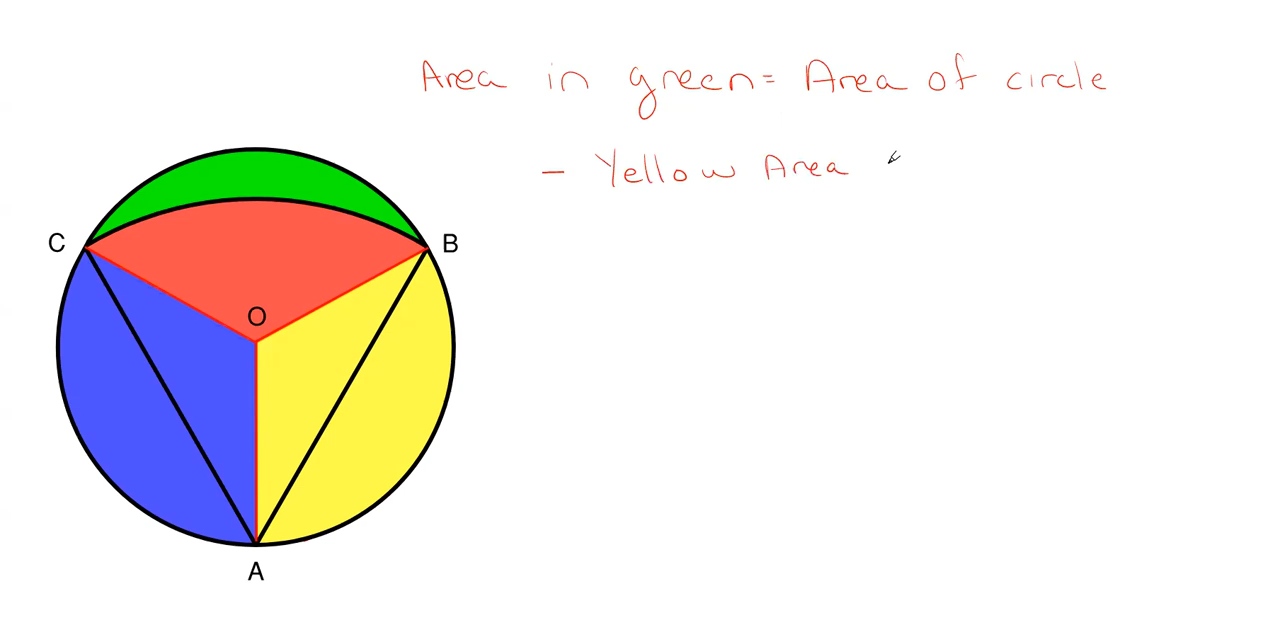 Area in green = Area of circle
- Yellow Area
C
B
O
A